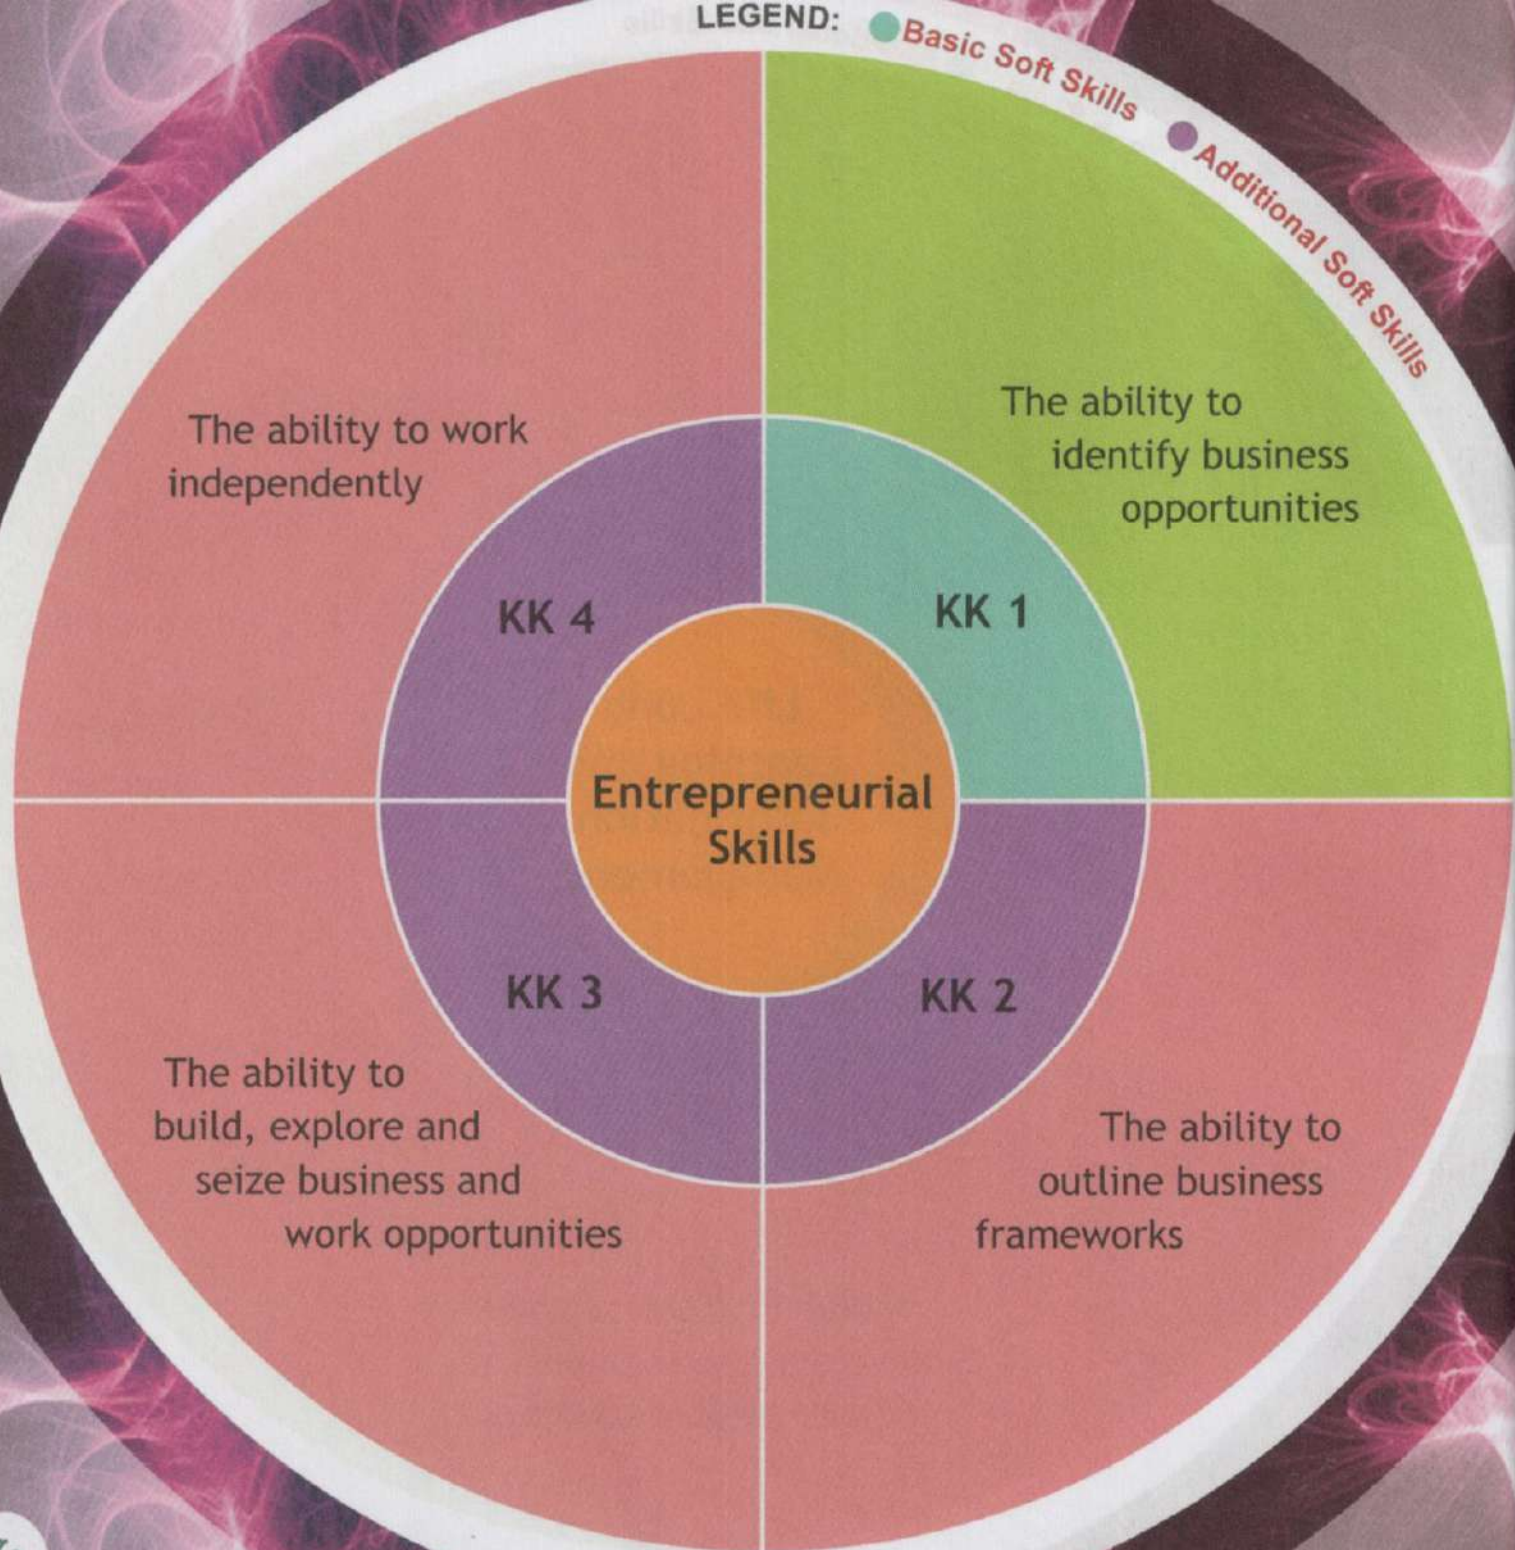 LEGEND:
Basic Soft Skills
Additional Soft Skills
The ability to
identify business
opportunities
The ability to work
independently
KK 4
KK 1
Entrepreneurial
Skills
KK 3
KK 2
The ability to
build, explore and
seize business and
work opportunities
The ability to
outline business
frameworks